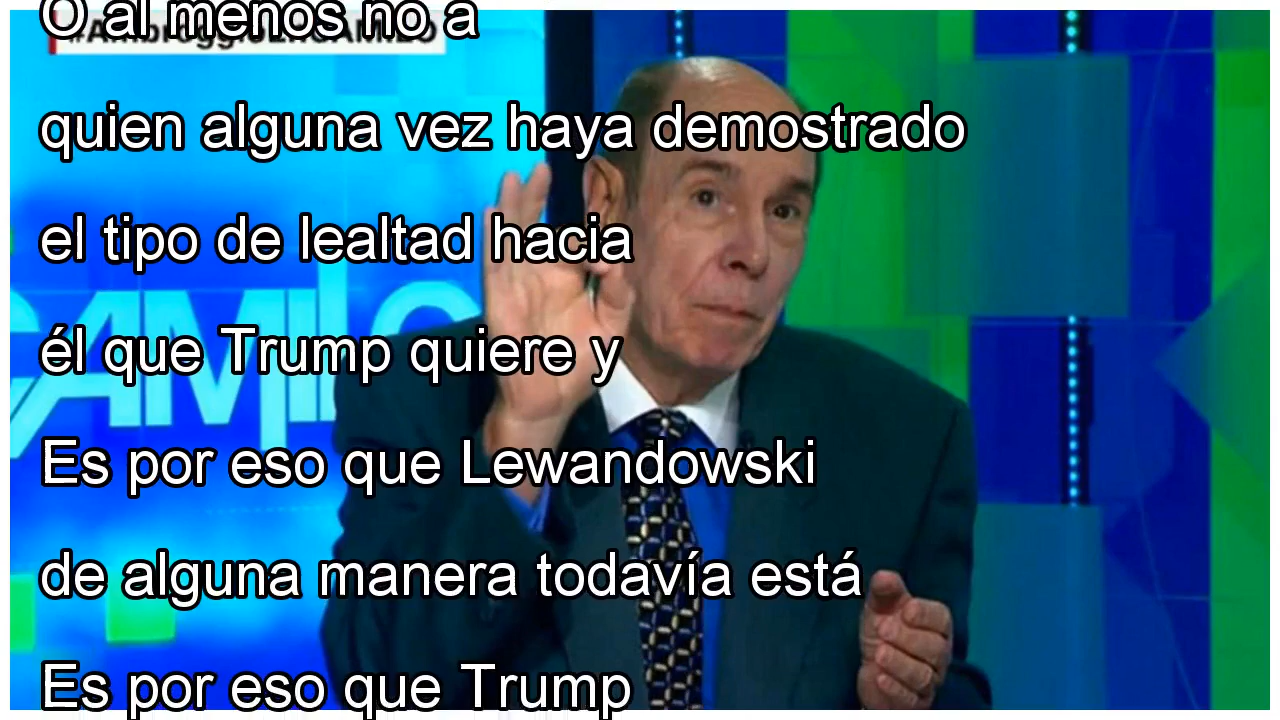 O al menos no a
quien alguna vez haya demostrado
el tipo de lealtad hacia
él que Trump quiere y
Es por eso que Lewandowski
de alguna manera todavía está
Es por eso que Trump
CAMILO